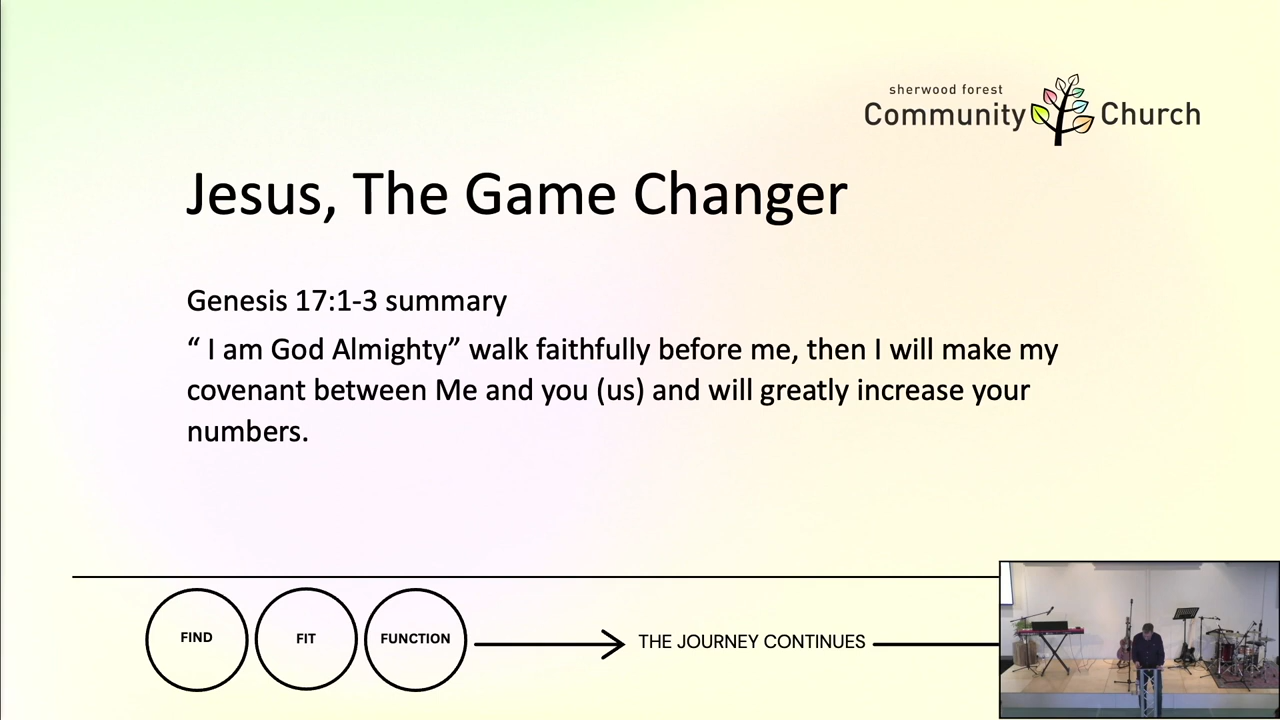 sherwood forest
Community Church
Jesus, The Game Changer
Genesis 17:1-3 summary
“ I am God Almighty” walk faithfully before me, then I will make my
covenant between Me and you (us) and will greatly increase your
numbers.
FIND FIT FUNCTION THE JOURNEY CONTINUES